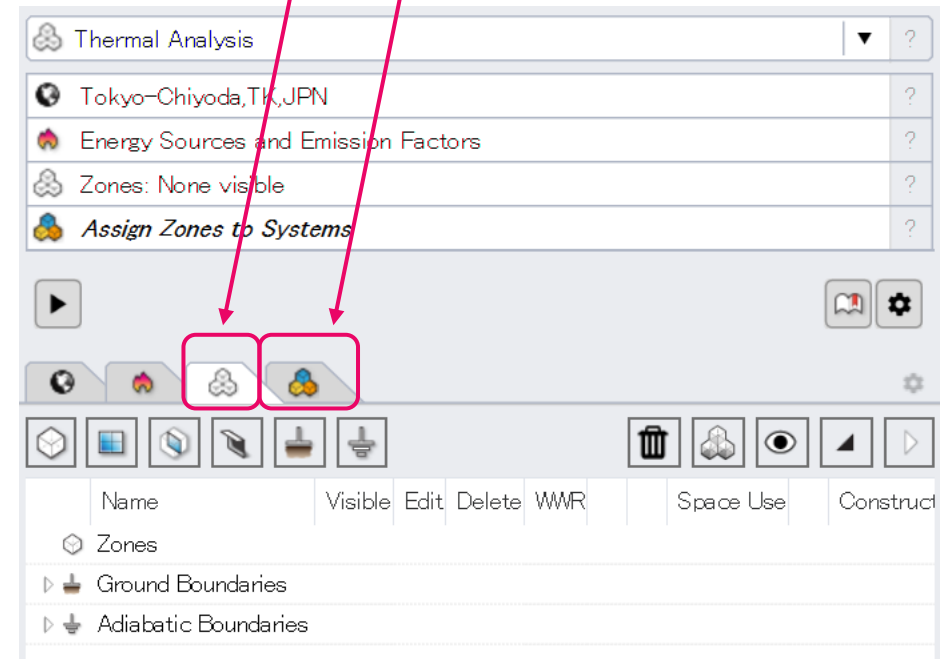 Thermal Analysis ▼ ?
Tokyo-Chiyoda,TK,JPN ?
Energy Sources and Emission Factors ?
Zones: None visible ?
Assign Zones to Systems ?
Name Visible Edit Delete WWR Space Use Construct
Zones
Ground Boundaries
Adiabatic Boundaries